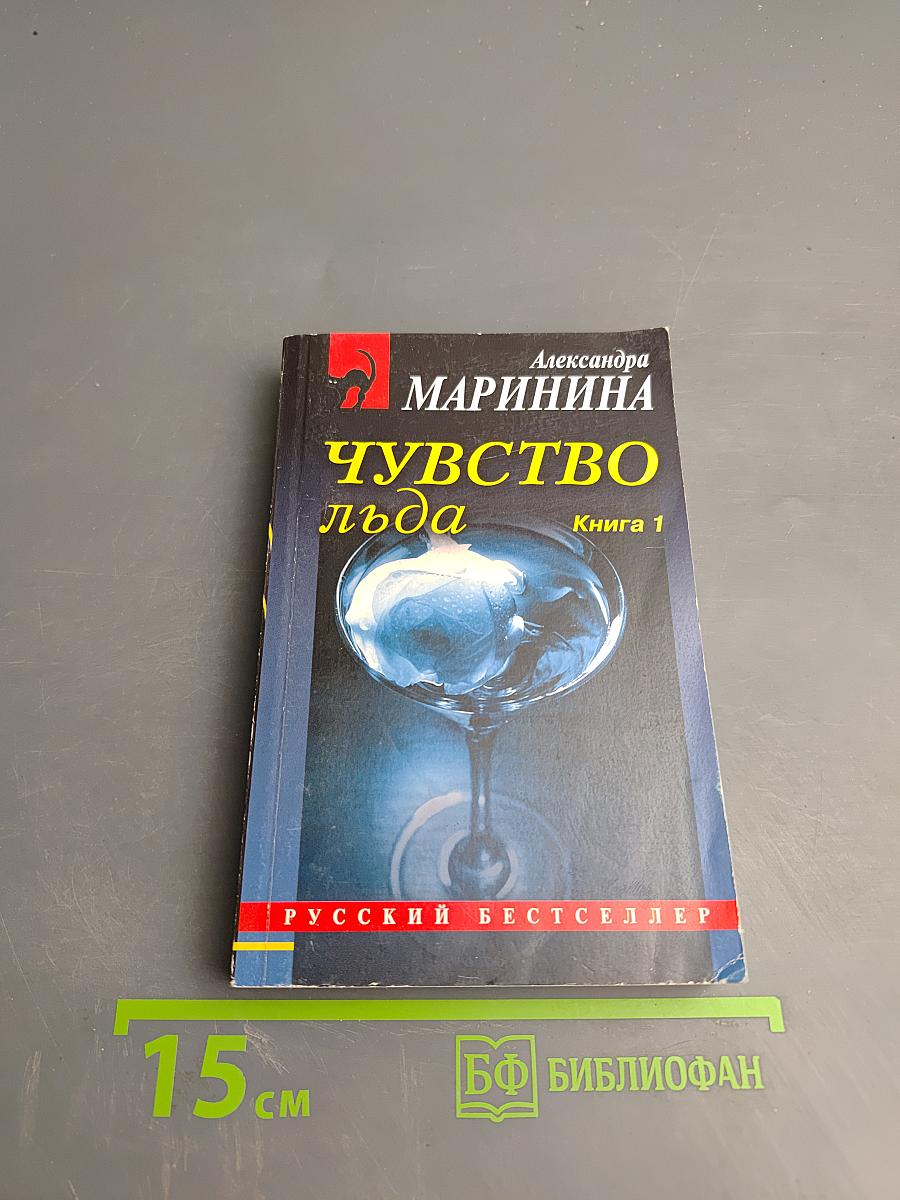 Александра
МАРИНИНА
ЧУВСТВО
льда
Книга 1
РУССКИЙ БЕСТСЕЛЛЕР
15 см
БФ БИБЛИОФАН